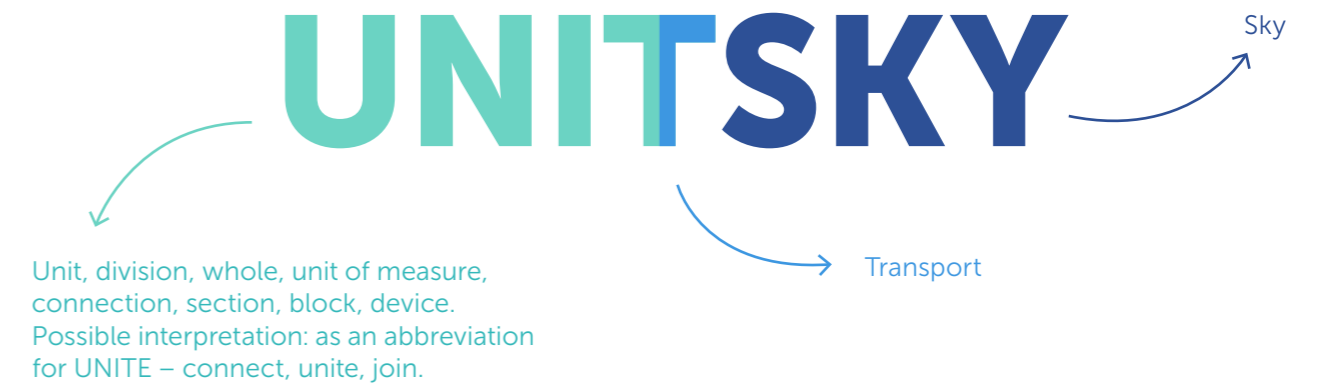 UNITSKY
Sky
Transport
Unit, division, whole, unit of measure,
connection, section, block, device.
Possible interpretation: as an abbreviation
for UNITE – connect, unite, join.